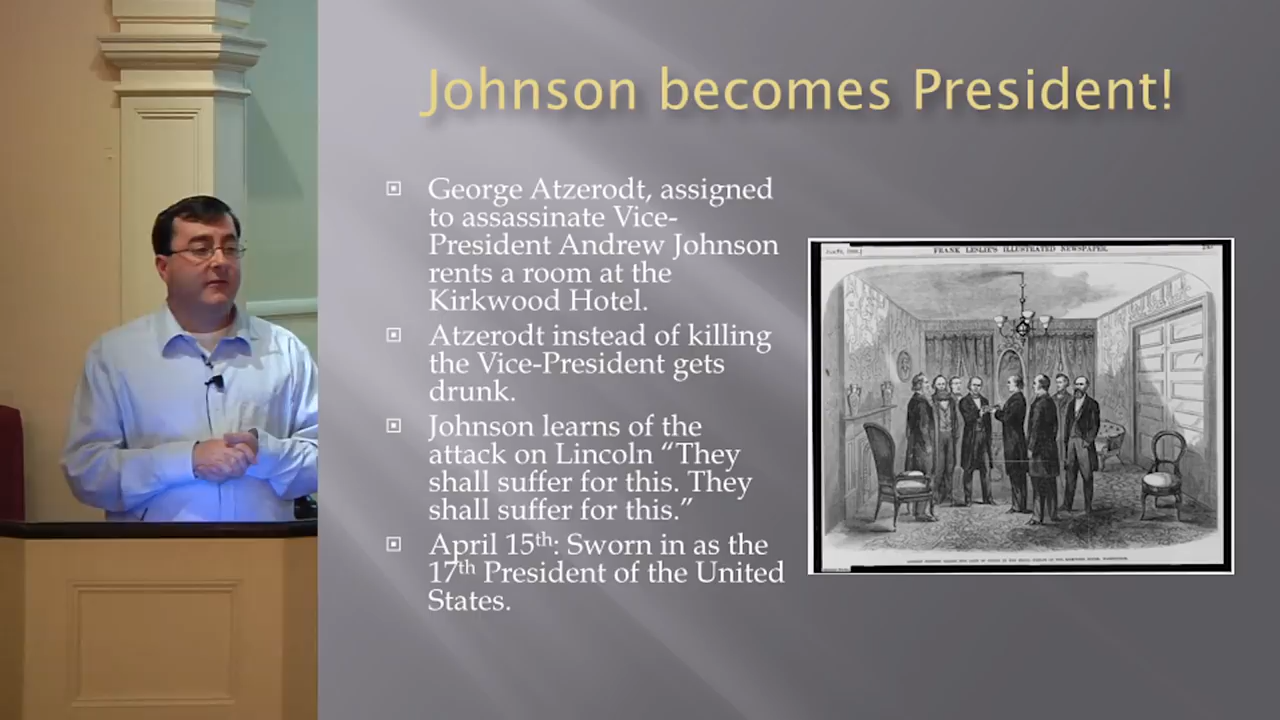 Johnson becomes President!
George Atzerodt, assigned
to assassinate Vice-
President Andrew Johnson
rents a room at the
Kirkwood Hotel.
Atzerodt instead of killing
the Vice-President gets
drunk.
Johnson learns of the
attack on Lincoln “They
shall suffer for this. They
shall suffer for this.”
April 15th: Sworn in as the
17th President of the United
States.
FRANK LESLIE'S ILLUSTRATED NEWSPAPER.